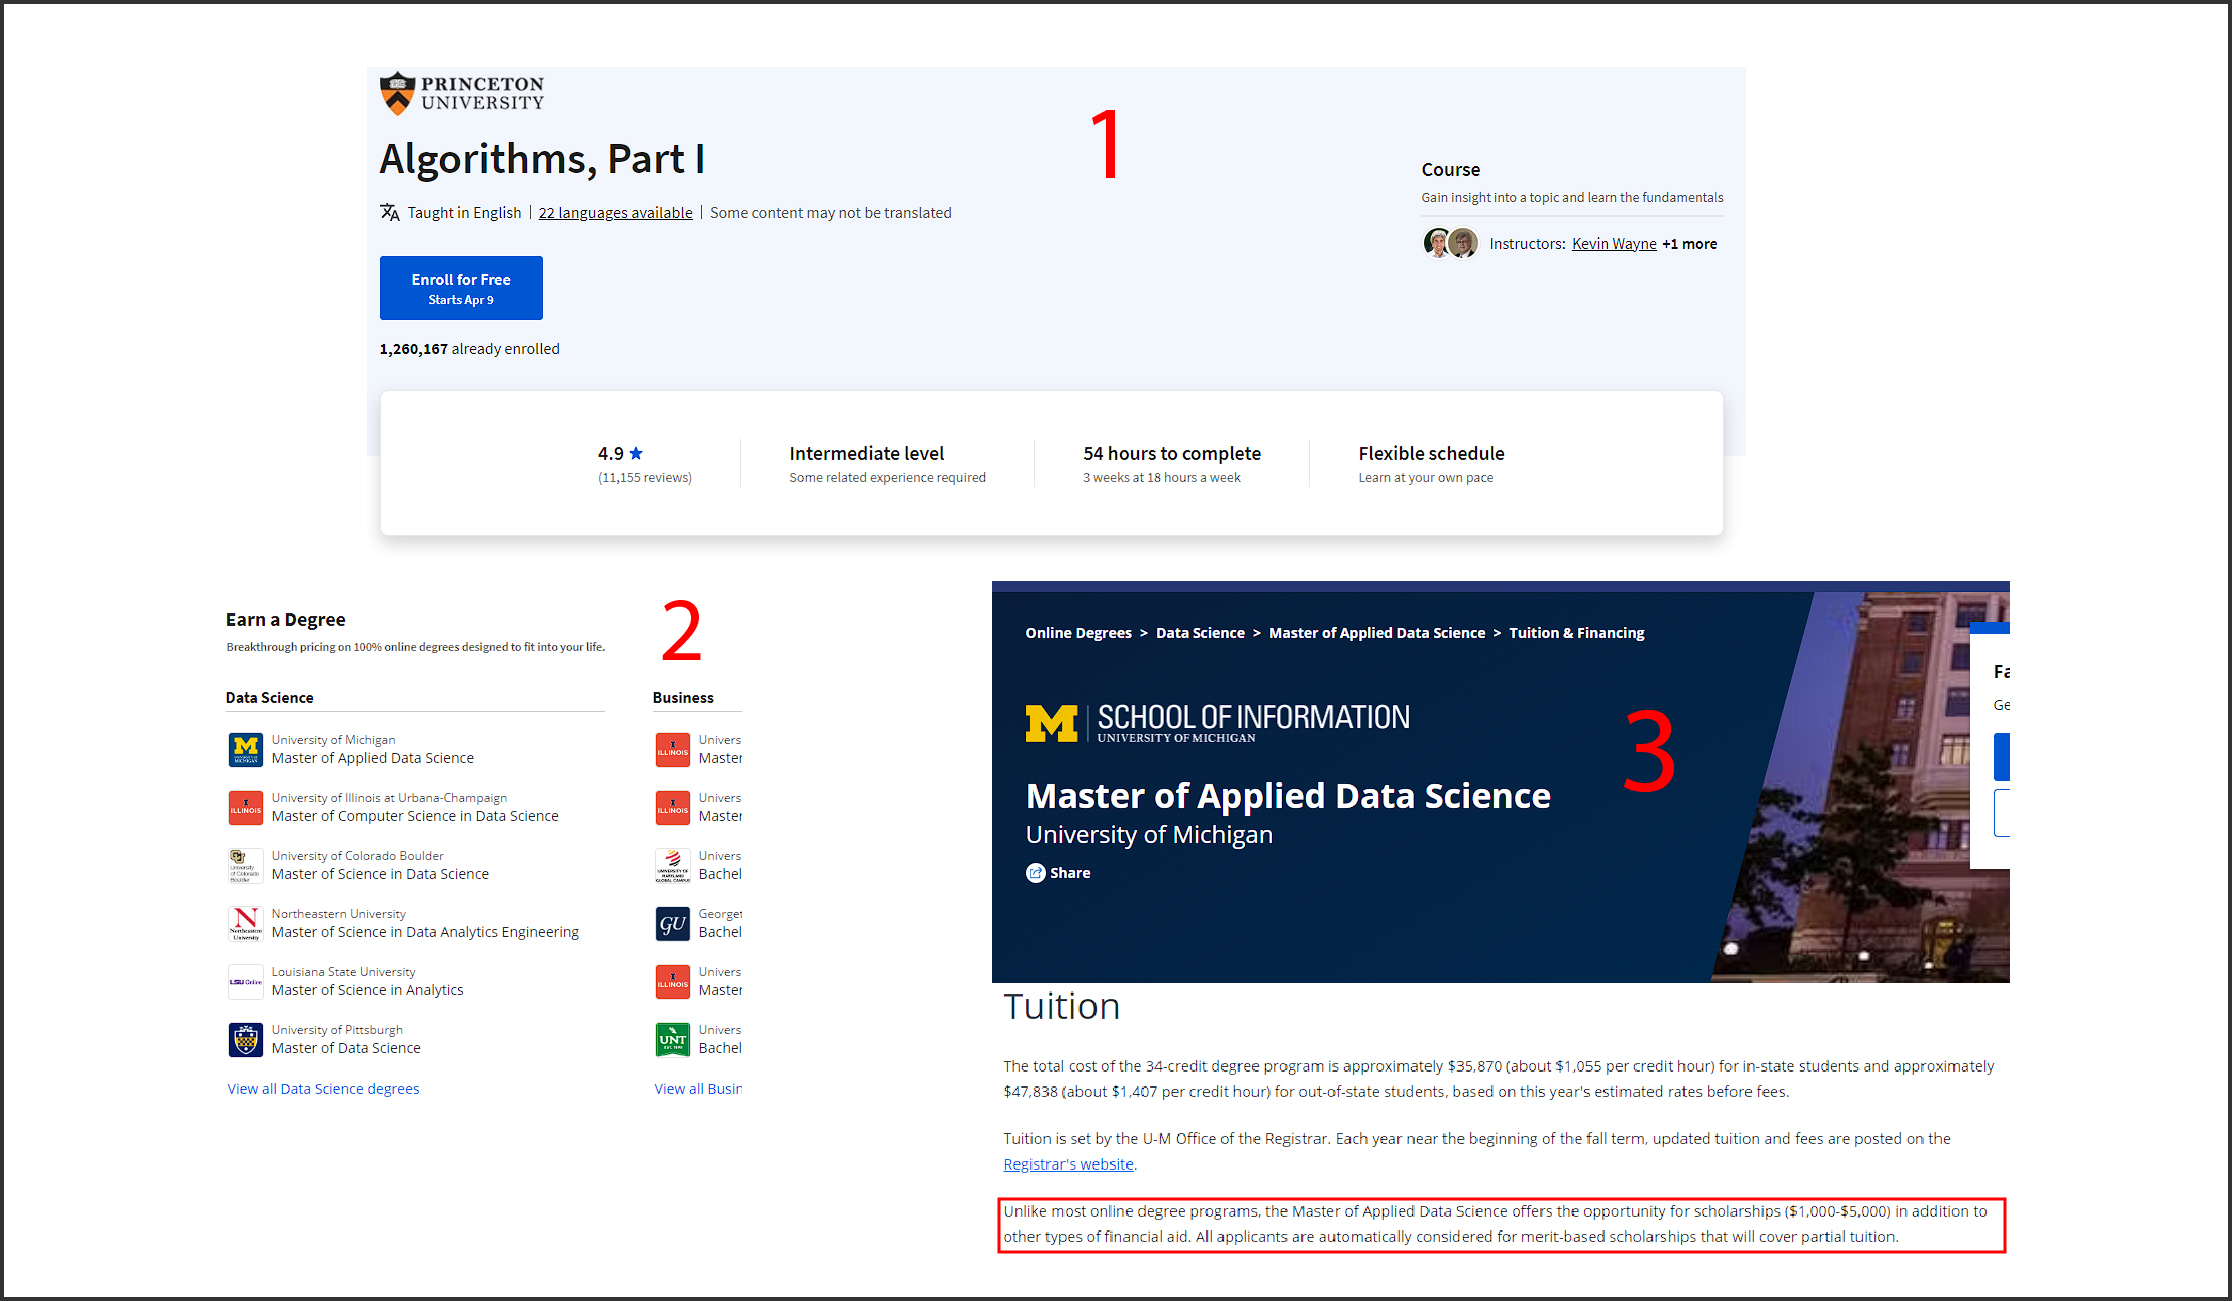 PRINCETON
UNIVERSITY
1
Algorithms, Part I
Taught in English | 22 languages available | Some content may not be translated
Enroll for Free
Starts Apr 9
1,260,167 already enrolled
Course
Gain insight into a topic and learn the fundamentals
Instructors: Kevin Wayne +1 more
4.9
(11,155 reviews)
Intermediate level
Some related experience required
54 hours to complete
3 weeks at 18 hours a week
Flexible schedule
Learn at your own pace
2
Earn a Degree
Breakthrough pricing on 100% online degrees designed to fit into your life.
Data Science
M
University of Michigan
Master of Applied Data Science
ILLINOIS
University of Illinois at Urbana-Champaign
Master of Computer Science in Data Science
University of Colorado Boulder
University of Colorado Boulder
Master of Science in Data Science
N
Northeastern University
Northeastern University
Master of Science in Data Analytics Engineering
LSU Online
Louisiana State University
Master of Science in Analytics
University of Pittsburgh
Master of Data Science
View all Data Science degrees
Business
ILLINOIS
Univers
Master
ILLINOIS
Univers
Master
Univers
Bachel
GU
Georget
Bachel
ILLINOIS
Univers
Master
UNT
Univers
Bachel
View all Busin
3
Online Degrees > Data Science > Master of Applied Data Science > Tuition & Financing
M | SCHOOL OF INFORMATION
UNIVERSITY OF MICHIGAN
Master of Applied Data Science
University of Michigan
Share
Fa
Ge
Tuition
The total cost of the 34-credit degree program is approximately $35,870 (about $1,055 per credit hour) for in-state students and approximately
$47,838 (about $1,407 per credit hour) for out-of-state students, based on this year's estimated rates before fees.
Tuition is set by the U-M Office of the Registrar. Each year near the beginning of the fall term, updated tuition and fees are posted on the
Registrar's website.
Unlike most online degree programs, the Master of Applied Data Science offers the opportunity for scholarships ($1,000-$5,000) in addition to
other types of financial aid. All applicants are automatically considered for merit-based scholarships that will cover partial tuition.